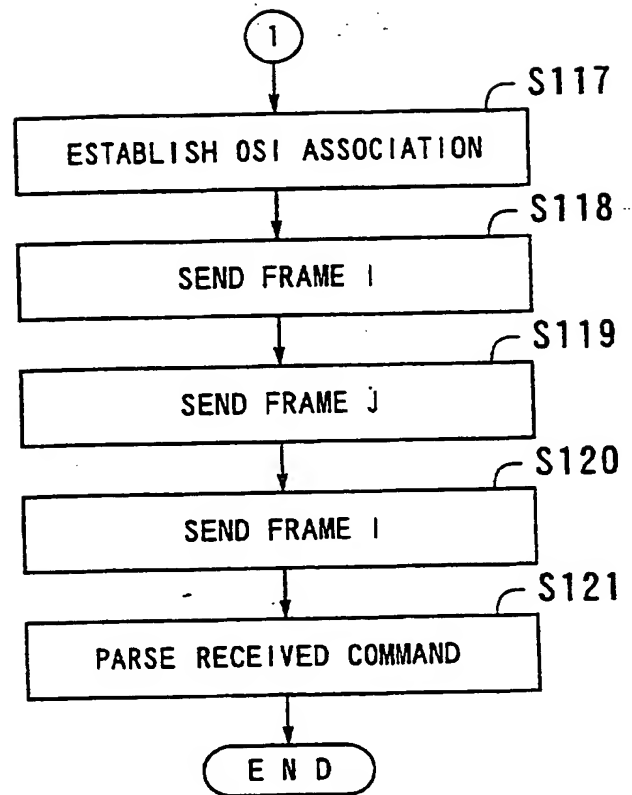 1
S117
ESTABLISH OSI ASSOCIATION
S118
SEND FRAME I
S119
SEND FRAME J
S120
SEND FRAME I
S121
PARSE RECEIVED COMMAND
END